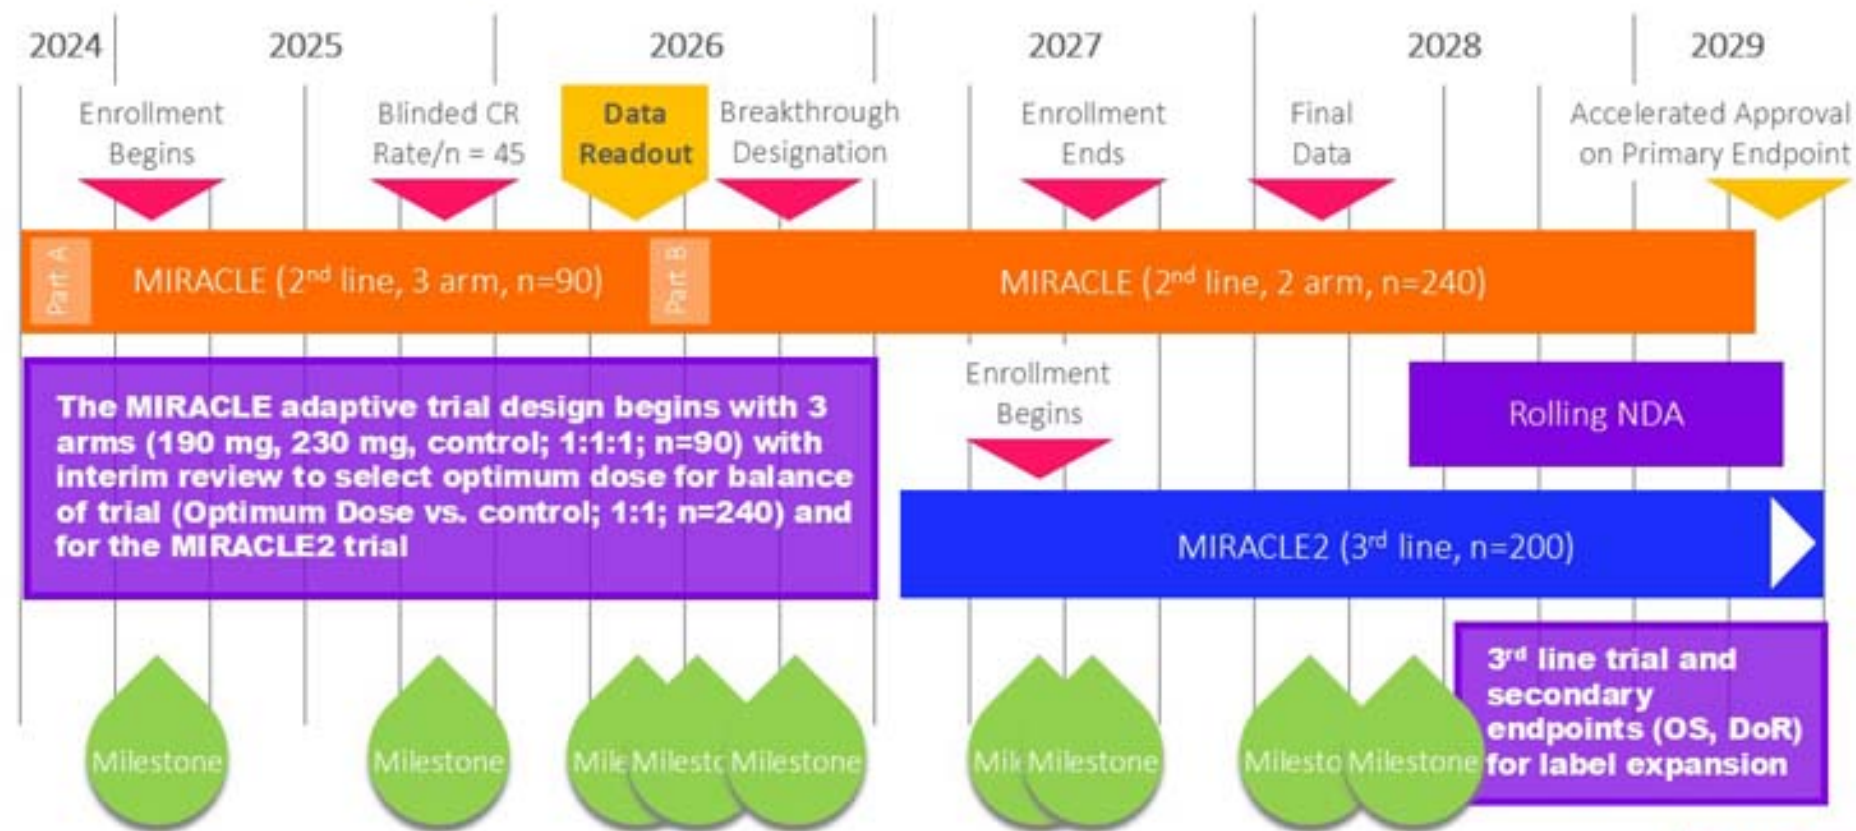 2024
2025
2026
2027
2028
2029
Enrollment
Begins
Blinded CR
Rate/n = 45
Data
Readout
Breakthrough
Designation
Enrollment
Ends
Final
Data
Accelerated Approval
on Primary Endpoint
Part A
MIRACLE (2nd line, 3 arm, n=90)
Part B
MIRACLE (2nd line, 2 arm, n=240)
The MIRACLE adaptive trial design begins with 3
arms (190 mg, 230 mg, control; 1:1:1; n=90) with
interim review to select optimum dose for balance
of trial (Optimum Dose vs. control; 1:1; n=240) and
for the MIRACLE2 trial
Enrollment
Begins
Rolling NDA
MIRACLE2 (3rd line, n=200)
3rd line trial and
secondary
endpoints (OS, DoR)
for label expansion
Milestone
Milestone
Mile
Milesto
Milestone
Mile
Milestone
Milesto
Milestone